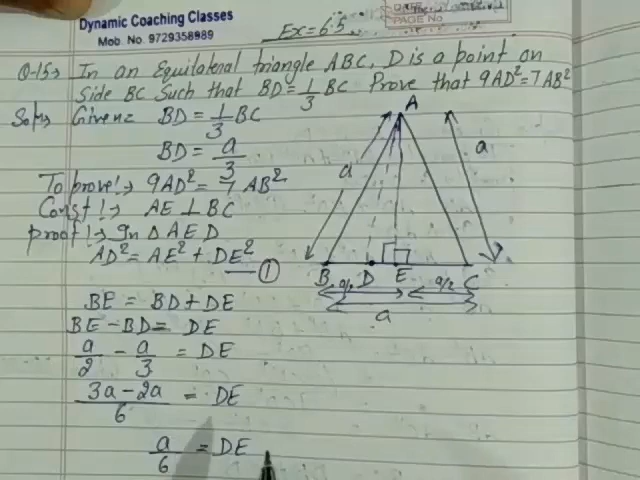 Dynamic Coaching Classes
Mob. No. 9729358989
Ex = 6.5
PAGE No
Q-15→ In an Equilateral triangle ABC, D is a point on
side BC Such that BD = 1/3 BC Prove that 9AD² = 7AB²
Soln→ Given: BD = 1/3 BC
BD = a/3
To prove!→ 9AD² = 7AB²
Const!→ AE ⊥ BC
Proof!→ In △AED
AD² = AE² + DE² — ①
BE = BD + DE
BE − BD = DE
a/2 − a/3 = DE
3a − 2a/6 = DE
a/6 = DE
A
a
a
B
D
E
C
a/2
a/2
a